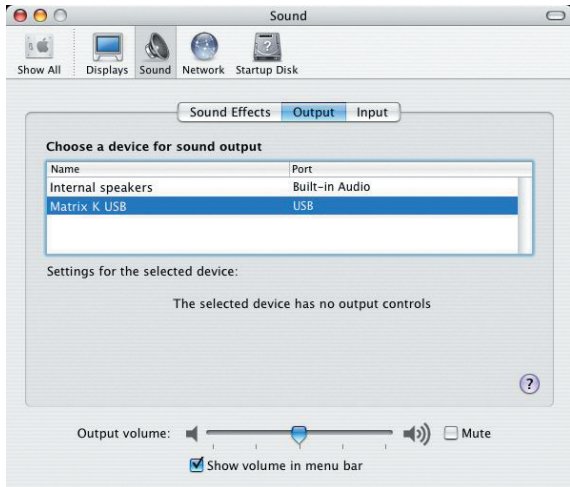 Sound
Show All Displays Sound Network Startup Disk
Sound Effects Output Input
Choose a device for sound output
Name Port
Internal speakers Built-in Audio
Matrix K USB USB
Settings for the selected device:
The selected device has no output controls
?
Output volume: Mute
Show volume in menu bar